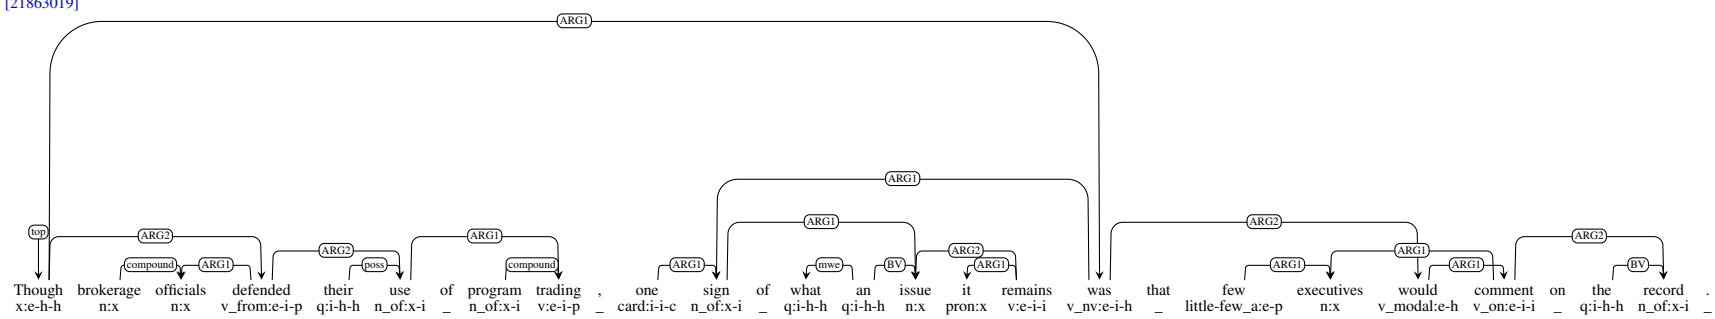 [21863019]
ARG1
ARG1
top ARG2 ARG2 ARG1 ARG1 ARG2 ARG2 ARG1 ARG2
compound ARG1 poss compound ARG1 mwe BV ARG1 ARG1 ARG1 BV
Though brokerage officials defended their use of program trading , one sign of what an issue it remains was that few executives would comment on the record .
x:e-h-h n:x n:x v_from:e-i-p q:i-h-h n_of:x-i _ n_of:x-i v:e-i-p _ card:i-i-c n_of:x-i _ q:i-h-h q:i-h-h n:x pron:x v:e-i-i v_nv:e-i-h _ little-few_a:e-p n:x v_modal:e-h v_on:e-i-i _ q:i-h-h n_of:x-i _